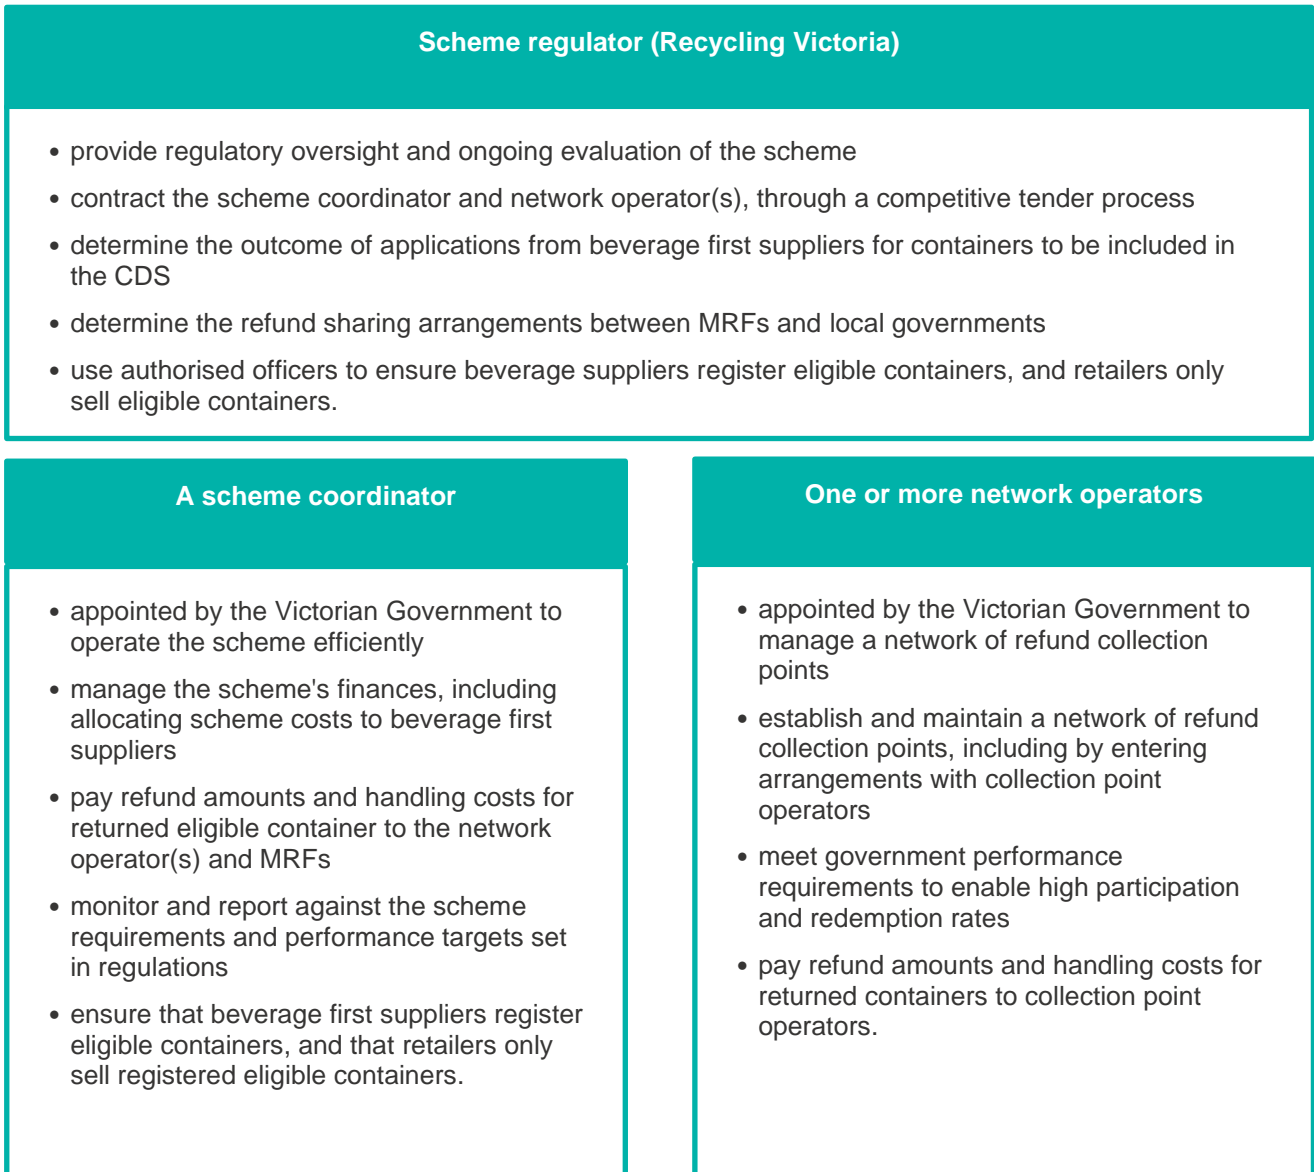 Scheme regulator (Recycling Victoria)
• provide regulatory oversight and ongoing evaluation of the scheme
• contract the scheme coordinator and network operator(s), through a competitive tender process
• determine the outcome of applications from beverage first suppliers for containers to be included in
the CDS
• determine the refund sharing arrangements between MRFs and local governments
• use authorised officers to ensure beverage suppliers register eligible containers, and retailers only
sell eligible containers.
A scheme coordinator
• appointed by the Victorian Government to
operate the scheme efficiently
• manage the scheme's finances, including
allocating scheme costs to beverage first
suppliers
• pay refund amounts and handling costs for
returned eligible container to the network
operator(s) and MRFs
• monitor and report against the scheme
requirements and performance targets set
in regulations
• ensure that beverage first suppliers register
eligible containers, and that retailers only
sell registered eligible containers.
One or more network operators
• appointed by the Victorian Government to
manage a network of refund collection
points
• establish and maintain a network of refund
collection points, including by entering
arrangements with collection point
operators
• meet government performance
requirements to enable high participation
and redemption rates
• pay refund amounts and handling costs for
returned containers to collection point
operators.